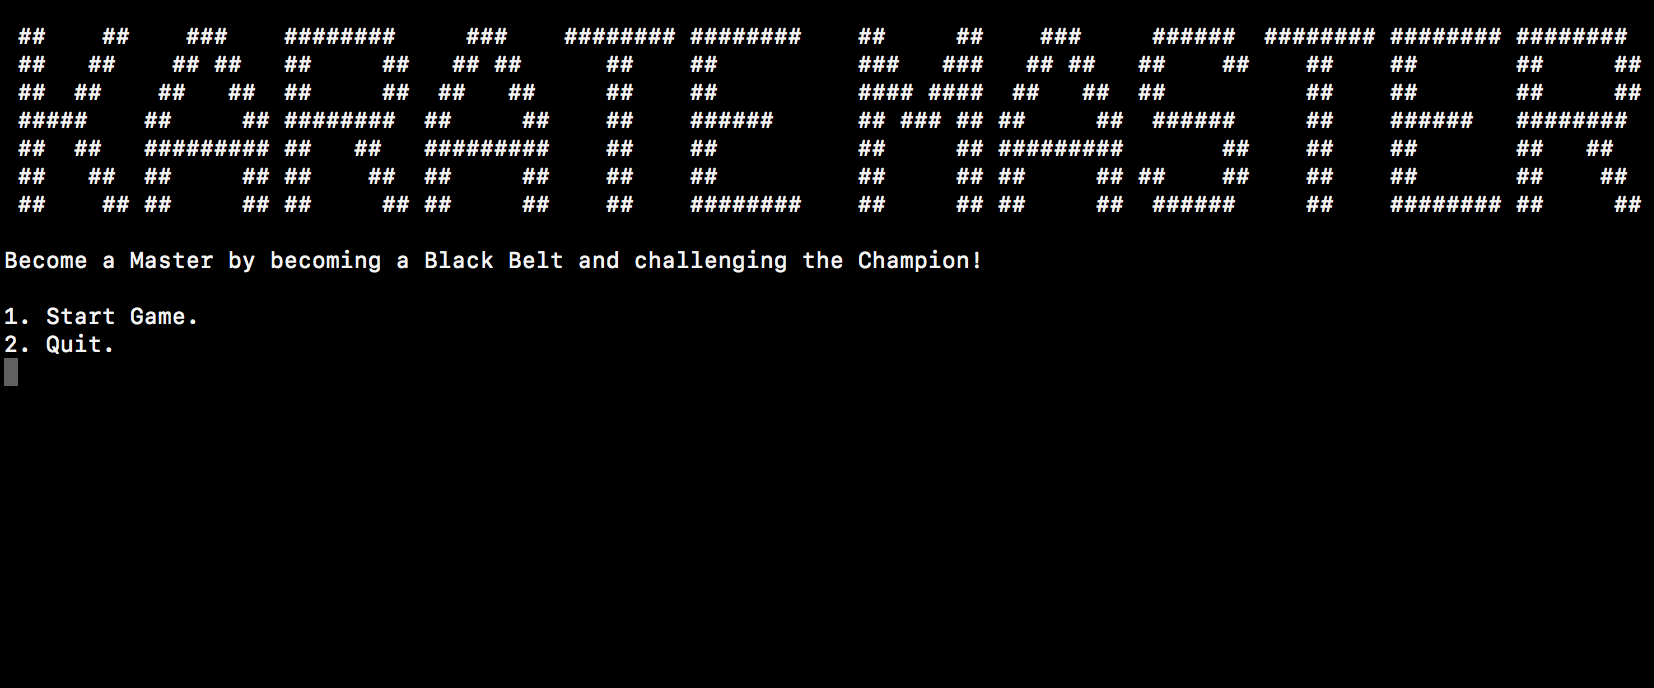 KARATE MASTER
Become a Master by becoming a Black Belt and challenging the Champion!
1. Start Game.
2. Quit.